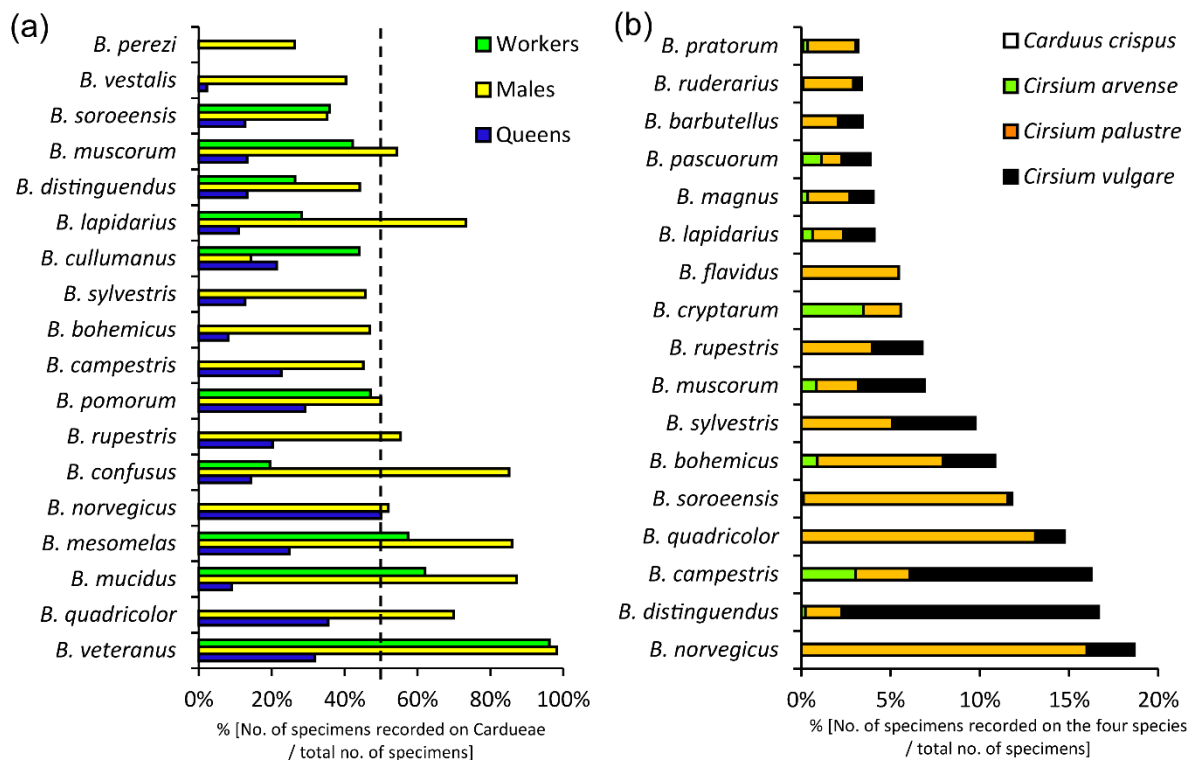 (a)
B. perezi
B. vestalis
B. soroeensis
B. muscorum
B. distinguendus
B. lapidarius
B. cullumanus
B. sylvestris
B. bohemicus
B. campestris
B. pomorum
B. rupestris
B. confusus
B. norvegicus
B. mesomelas
B. mucidus
B. quadricolor
B. veteranus
Workers
Males
Queens
0% 20% 40% 60% 80% 100%
% [No. of specimens recorded on Cardueae
/ total no. of specimens]
(b)
B. pratorum
B. ruderarius
B. barbutellus
B. pascuorum
B. magnus
B. lapidarius
B. flavidus
B. cryptarum
B. rupestris
B. muscorum
B. sylvestris
B. bohemicus
B. soroeensis
B. quadricolor
B. campestris
B. distinguendus
B. norvegicus
Carduus crispus
Cirsium arvense
Cirsium palustre
Cirsium vulgare
0% 5% 10% 15% 20%
% [No. of specimens recorded on the four species
/ total no. of specimens]